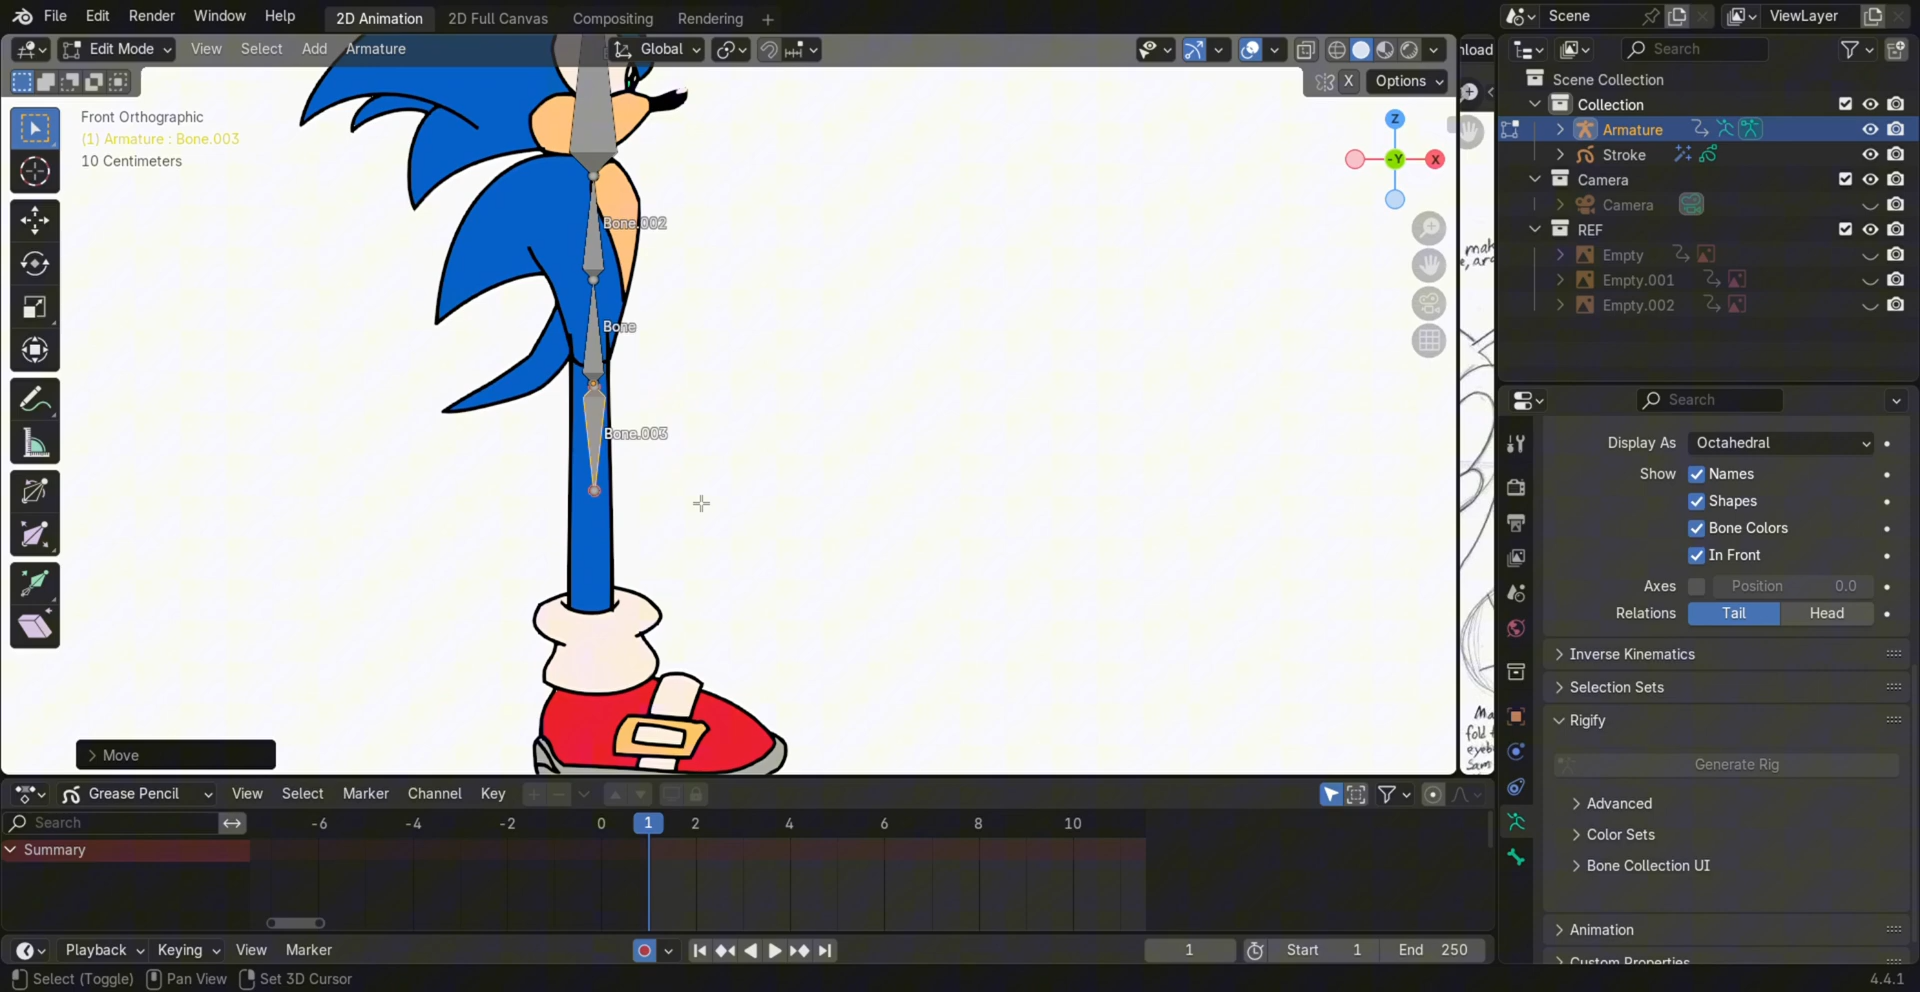 File Edit Render Window Help 2D Animation 2D Full Canvas Compositing Rendering Scene ViewLayer
Edit Mode View Select Add Armature Global Search
X Options
Scene Collection
Collection
Armature
Stroke
Camera
Camera
REF
Empty
Empty.001
Empty.002
Front Orthographic
(1) Armature : Bone.003
10 Centimeters
Z
-Y X
Bone.002
Bone
Bone.003
Move
Search
Display As Octahedral
Show Names
Shapes
Bone Colors
In Front
Axes Position 0.0
Relations Tail Head
Inverse Kinematics
Selection Sets
Rigify
Generate Rig
Advanced
Color Sets
Bone Collection UI
Animation
Custom Properties
Grease Pencil View Select Marker Channel Key
Search -6 -4 -2 0 1 2 4 6 8 10
Summary
Playback Keying View Marker 1 Start 1 End 250
Select (Toggle) Pan View Set 3D Cursor 4.4.1